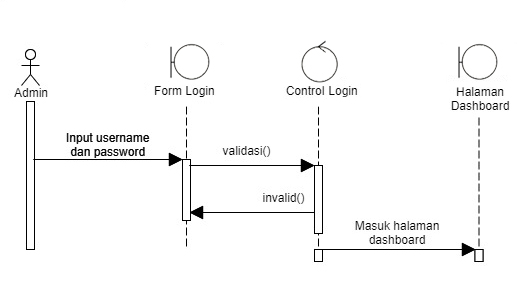 Admin
Form Login
Control Login
Halaman
Dashboard
Input username
dan password
validasi()
invalid()
Masuk halaman
dashboard